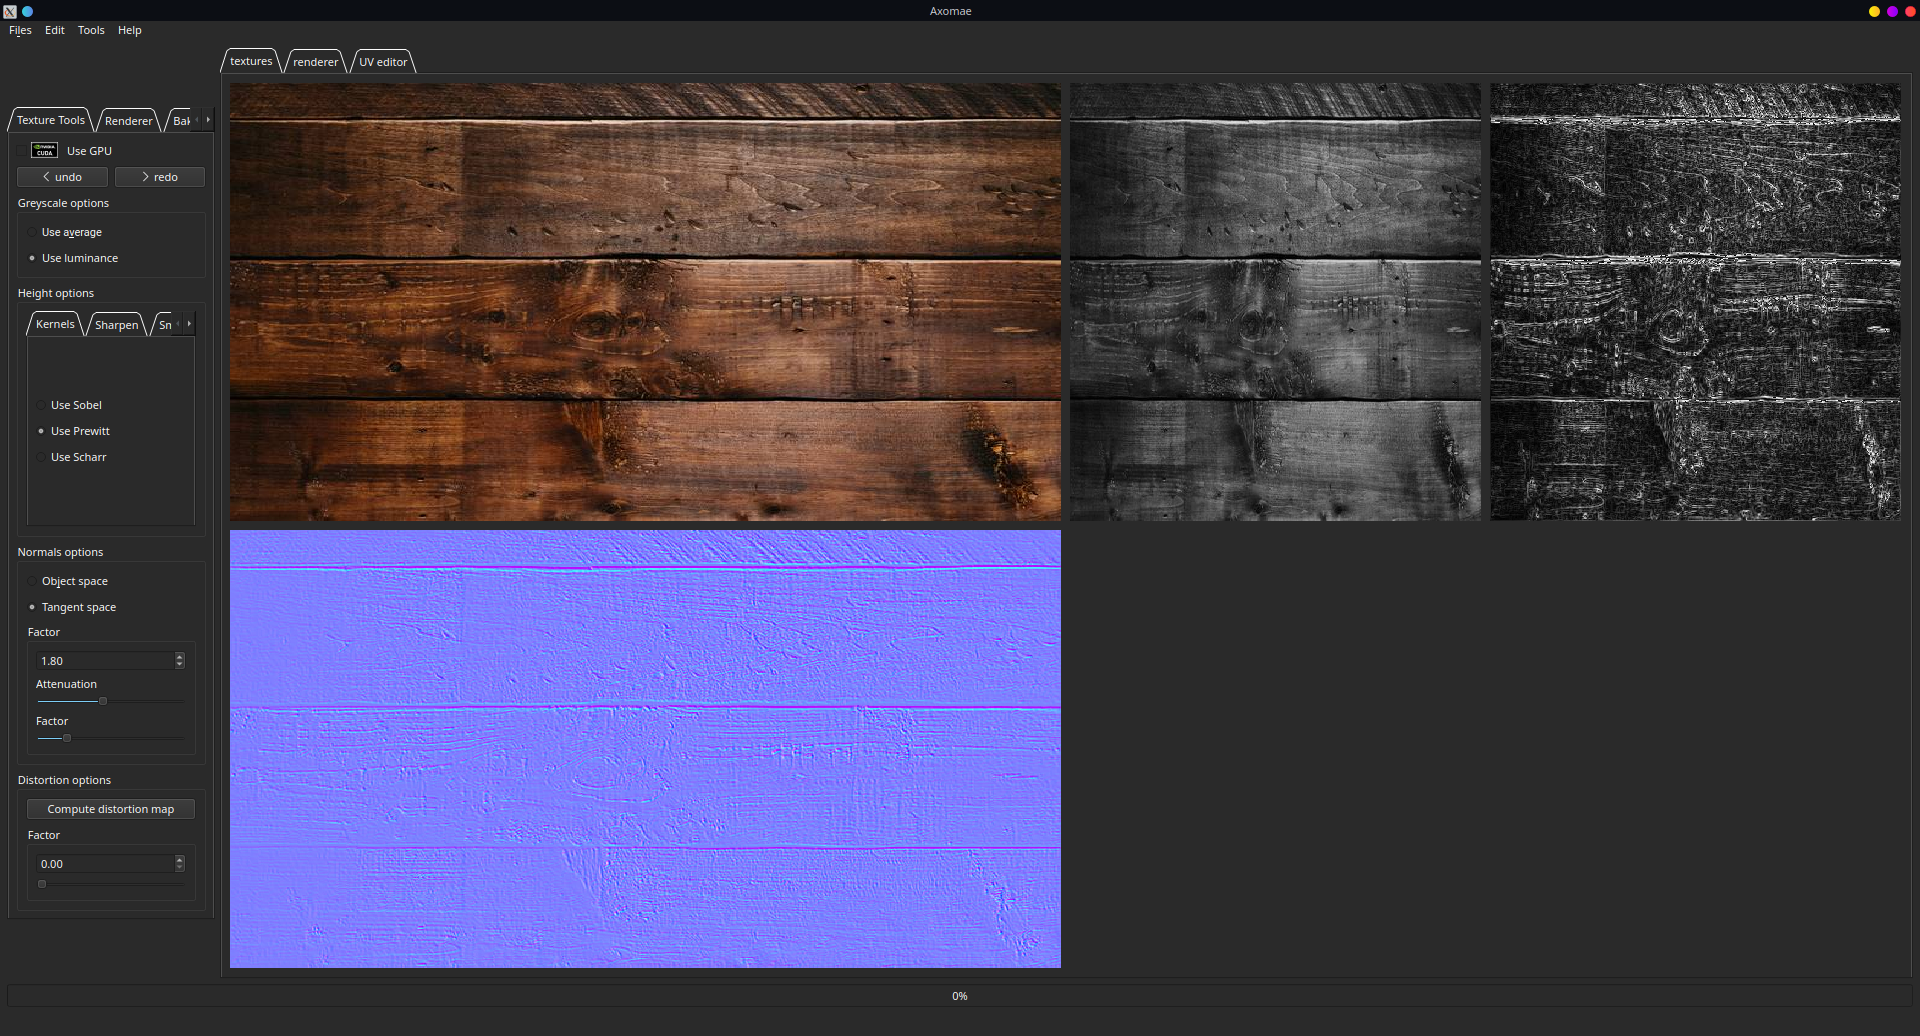 Axomae
Files Edit Tools Help
textures renderer UV editor
Texture Tools Renderer Bak
NVIDIA CUDA Use GPU
< undo > redo
Greyscale options
Use average
Use luminance
Height options
Kernels Sharpen Sn
Use Sobel
Use Prewitt
Use Scharr
Normals options
Object space
Tangent space
Factor
1.80
Attenuation
Factor
Distortion options
Compute distortion map
Factor
0.00
0%